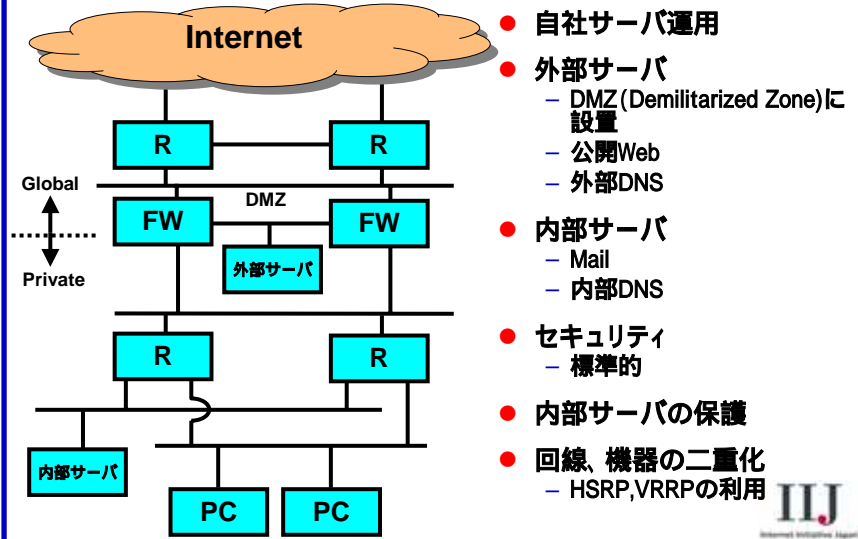 Internet
R
R
Global
DMZ
FW
FW
外部サーバ
Private
R
R
内部サーバ
PC
PC
● 自社サーバ運用
● 外部サーバ
– DMZ(Demilitarized Zone)に
設置
– 公開Web
– 外部DNS
● 内部サーバ
– Mail
– 内部DNS
● セキュリティ
– 標準的
● 内部サーバの保護
● 回線、機器の二重化
– HSRP,VRRPの利用
IIJ
Internet Initiative Japan